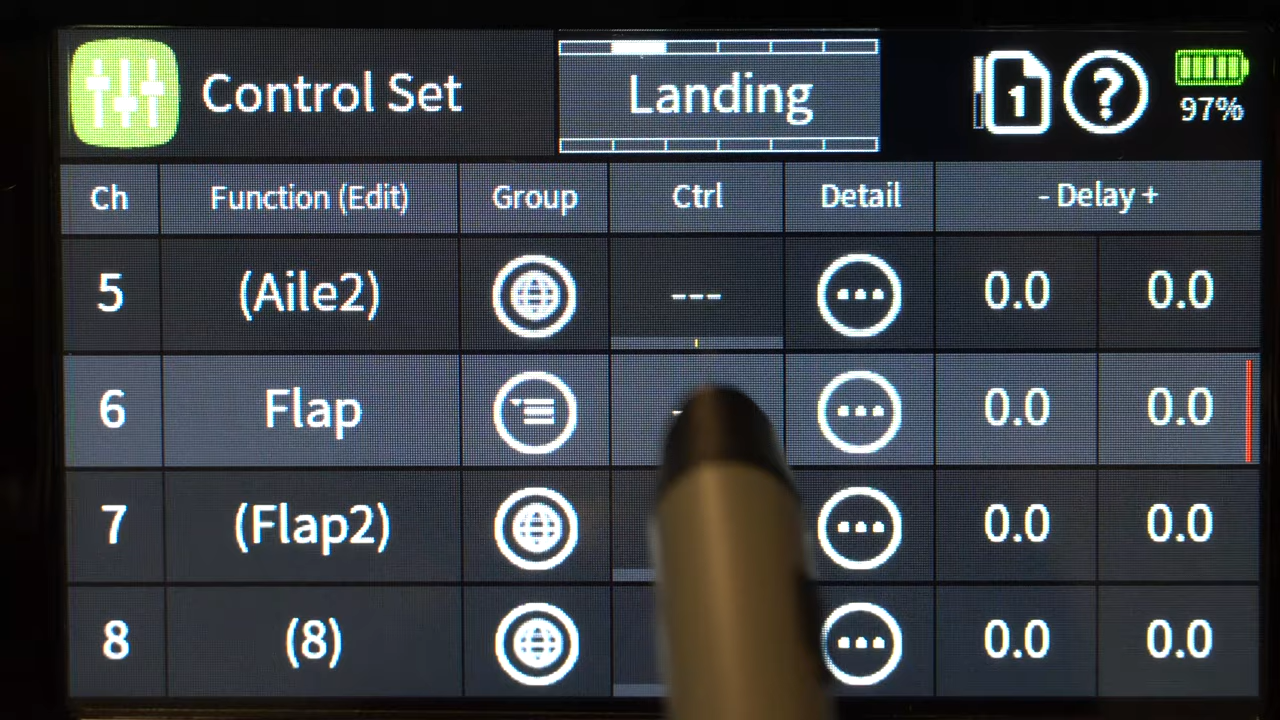 Control Set Landing 1 ? 97%
Ch Function (Edit) Group Ctrl Detail - Delay +
5 (Aile2) --- 0.0 0.0
6 Flap 0.0 0.0
7 (Flap2) 0.0 0.0
8 (8) 0.0 0.0